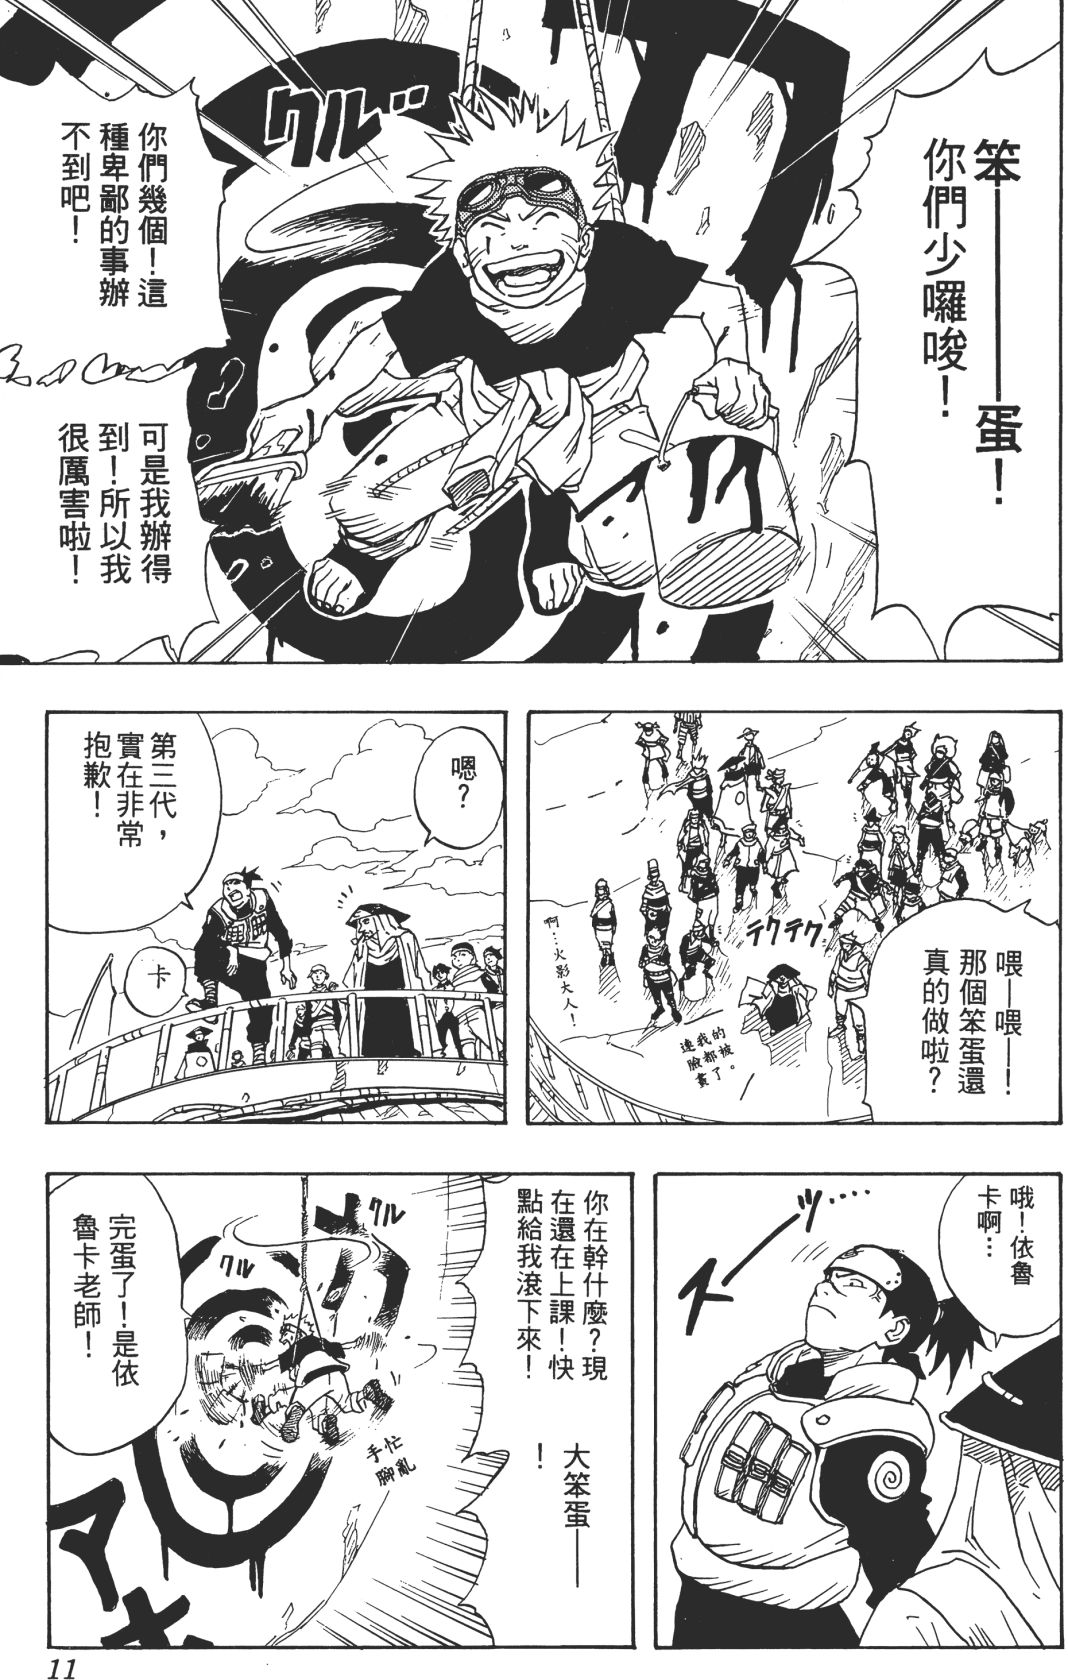 笨——蛋！
你們少囉唆！
クルッ
你們幾個！這
種卑鄙的事辦
不到吧！
可是我辦得
到！所以我
很厲害啦！
喂—喂—！
那個笨蛋還
真的做啦？
テクテク
啊…火影大人！
連我的
臉都被
畫了。
嗯？
第三代，
實在非常
抱歉！
卡
哦！依魯
卡啊…
スーッ…
你在幹什麼？現
在還在上課！快
點給我滾下來！
大笨蛋——
！
クル
クル
手忙
腳亂
完蛋了！是依
魯卡老師！
アホ
11